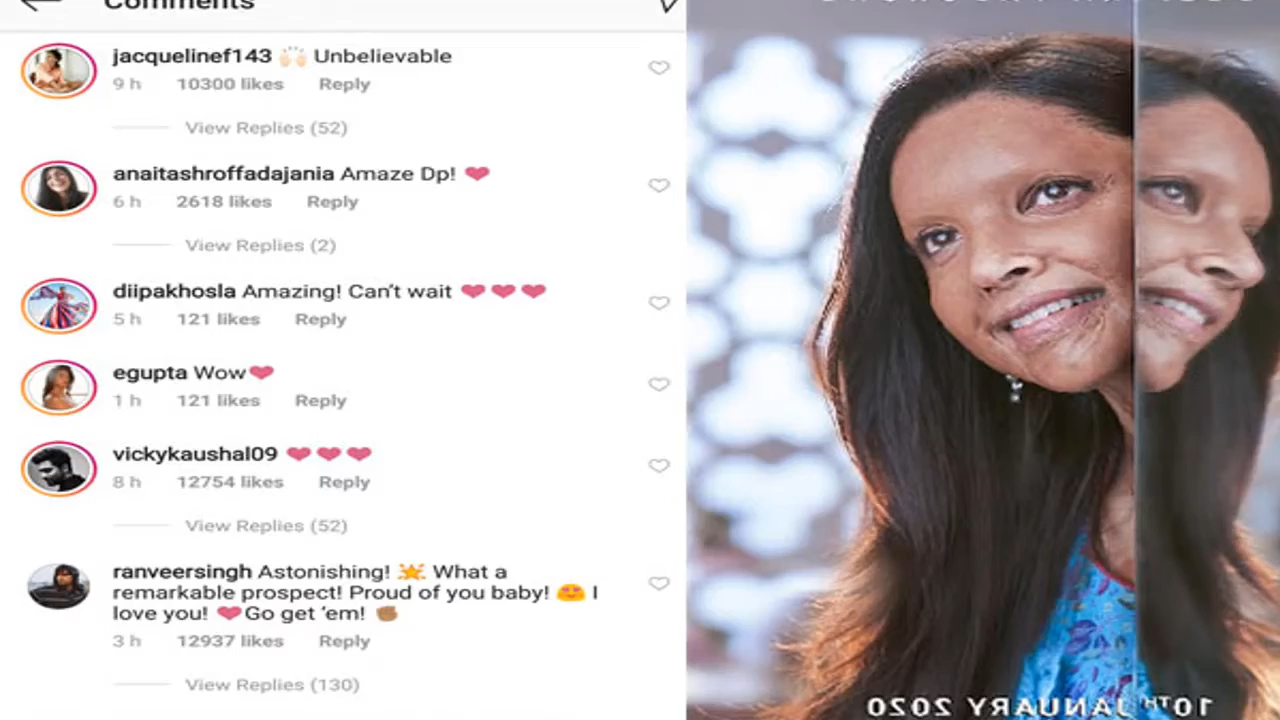 Comments
jacquelinef143 🙌🏻 Unbelievable
9 h 10300 likes Reply
View Replies (52)
anaitashroffadajania Amaze Dp! ❤
6 h 2618 likes Reply
View Replies (2)
diipakhosla Amazing! Can't wait ❤❤❤
5 h 121 likes Reply
egupta Wow❤
1 h 121 likes Reply
vickykaushal09 ❤❤❤
8 h 12754 likes Reply
View Replies (52)
ranveersingh Astonishing! 🌟 What a
remarkable prospect! Proud of you baby! 😍 I
love you! ❤Go get 'em! ✊🏾
3 h 12937 likes Reply
View Replies (130)
10TH JANUARY 2020